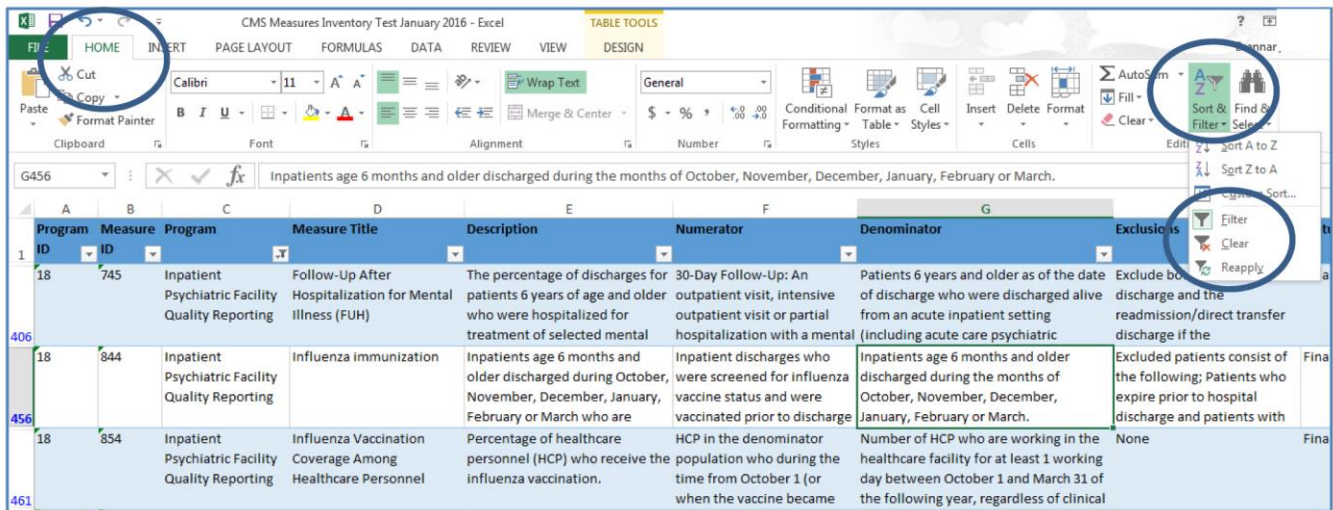 CMS Measures Inventory Test January 2016 - Excel TABLE TOOLS ?
FILE HOME INSERT PAGE LAYOUT FORMULAS DATA REVIEW VIEW DESIGN
Cut
Copy
Format Painter
Paste
Clipboard
Calibri 11 A A
B I U A
Font
Wrap Text
Merge & Center
Alignment
General
$ % , .0 .00 .00 .0
Number
Conditional Format as Cell
Formatting Table Styles
Styles
Insert Delete Format
Cells
AutoSum
Fill
Clear
Sort & Find &
Filter Select
Sort A to Z
Sort Z to A
Custom Sort...
Filter
Clear
Reapply
G456 fx Inpatients age 6 months and older discharged during the months of October, November, December, January, February or March.
A B C D E F G
1
Program ID
Measure ID
Program
Measure Title
Description
Numerator
Denominator
Exclusions
406
18
745
Inpatient
Psychiatric Facility
Quality Reporting
Follow-Up After
Hospitalization for Mental
Illness (FUH)
The percentage of discharges for
patients 6 years of age and older
who were hospitalized for
treatment of selected mental
30-Day Follow-Up: An
outpatient visit, intensive
outpatient visit or partial
hospitalization with a mental
Patients 6 years and older as of the date
of discharge who were discharged alive
from an acute inpatient setting
(including acute care psychiatric
Exclude
discharge and the
readmission/direct transfer
discharge if the
456
18
844
Inpatient
Psychiatric Facility
Quality Reporting
Influenza immunization
Inpatients age 6 months and
older discharged during October,
November, December, January,
February or March who are
Inpatient discharges who
were screened for influenza
vaccine status and were
vaccinated prior to discharge
Inpatients age 6 months and older
discharged during the months of
October, November, December,
January, February or March.
Excluded patients consist of
the following; Patients who
expire prior to hospital
discharge and patients with
Fina
461
18
854
Inpatient
Psychiatric Facility
Quality Reporting
Influenza Vaccination
Coverage Among
Healthcare Personnel
Percentage of healthcare
personnel (HCP) who receive the
influenza vaccination.
HCP in the denominator
population who during the
time from October 1 (or
when the vaccine became
Number of HCP who are working in the
healthcare facility for at least 1 working
day between October 1 and March 31 of
the following year, regardless of clinical
None
Fina